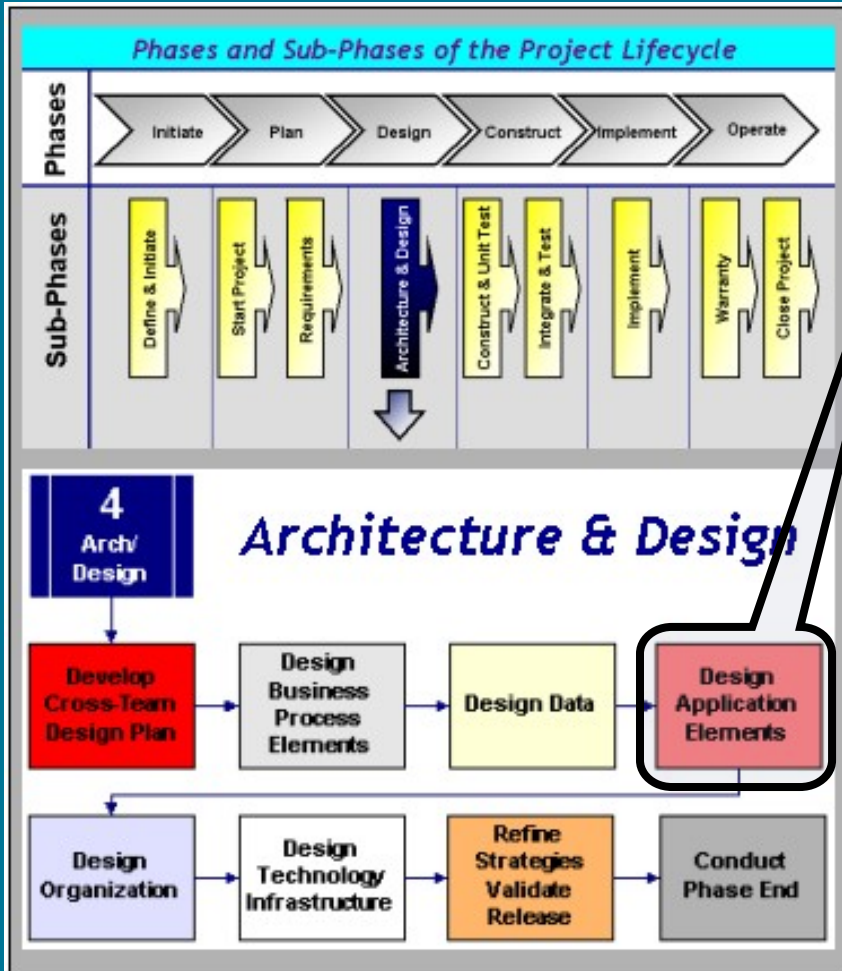 Phases and Sub-Phases of the Project Lifecycle
Phases
Initiate
Plan
Design
Construct
Implement
Operate
Sub-Phases
Define & Initiate
Start Project
Requirements
Architecture & Design
Construct & Unit Test
Integrate & Test
Implement
Warranty
Close Project
4
Arch/
Design
Architecture & Design
Develop
Cross-Team
Design Plan
Design
Business
Process
Elements
Design Data
Design
Application
Elements
Design
Organization
Design
Technology
Infrastructure
Refine
Strategies
Validate
Release
Conduct
Phase End